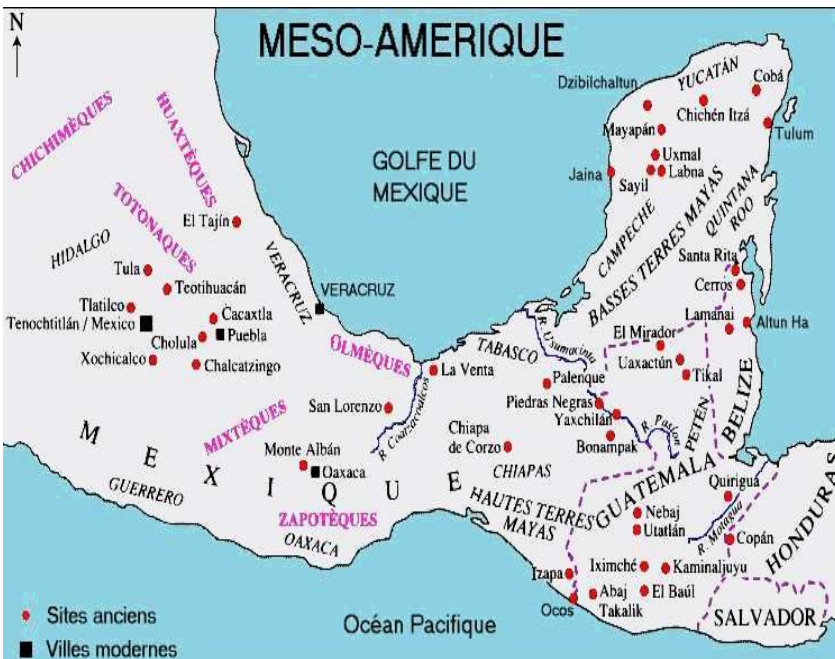 N
MESO-AMERIQUE
CHICHIMÈQUES
HUAXTÈQUES
TOTONAQUES
GOLFE DU
MEXIQUE
Dzibilchaltun
YUCATÁN
Cobá
Chichén Itzá
Mayapán
Tulum
Uxmal
Jaina
Sayil
Labna
CAMPECHE
BASSES TERRES MAYAS
QUINTANA
ROO
El Tajín
HIDALGO
VERACRUZ
Tula
Teotihuacán
Santa Rita
Cerros
VERACRUZ
Tlatilco
Cacaxtla
Tenochtitlán / Mexico
Puebla
Cholula
Lamanai
Altun Ha
R. Usumacinta
El Mirador
Xochicalco
Chalcatzingo
OLMÈQUES
TABASCO
Uaxactún
Tikal
La Venta
Palenque
Piedras Negras
BELIZE
San Lorenzo
R. Coatzacoalcos
Yaxchilán
R. Pasion
PETÉN
MIXTÈQUES
Chiapa
de Corzo
Bonampak
Monte Albán
Oaxaca
CHIAPAS
MEXIQUE
GUERRERO
ZAPOTÈQUES
OAXACA
HAUTES TERRES
MAYAS
GUATEMALA
Quiriguá
Nebaj
Utatlán
R. Motagua
Copán
HONDURAS
Izapa
Iximché
Kaminaljuyu
Ocos
Abaj
Takalik
El Baúl
SALVADOR
Sites anciens
Océan Pacifique
Villes modernes